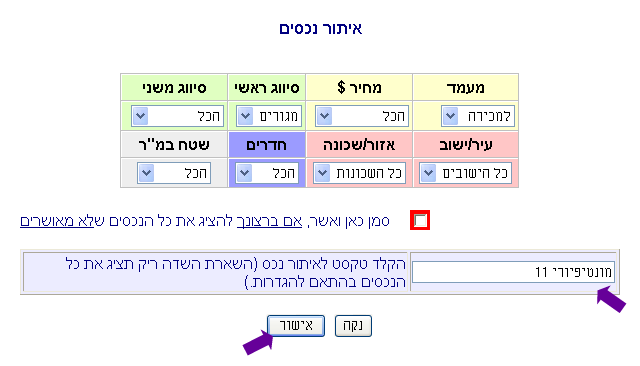 איתור נכסים
מעמד מחיר $ סיווג ראשי סיווג משני
למכירה הכל מגורים הכל
עיר/ישוב אזור/שכונה חדרים שטח במ"ר
כל הישובים כל השכונות הכל הכל
סמן כאן ואשר, אם ברצונך להציג את כל הנכסים שלא מאושרים
הקלד טקסט לאיתור נכס (השארת השדה ריק תציג את כל
הנכסים בהתאם להגדרות.)
מונטיפיורי 11
אישור נקה